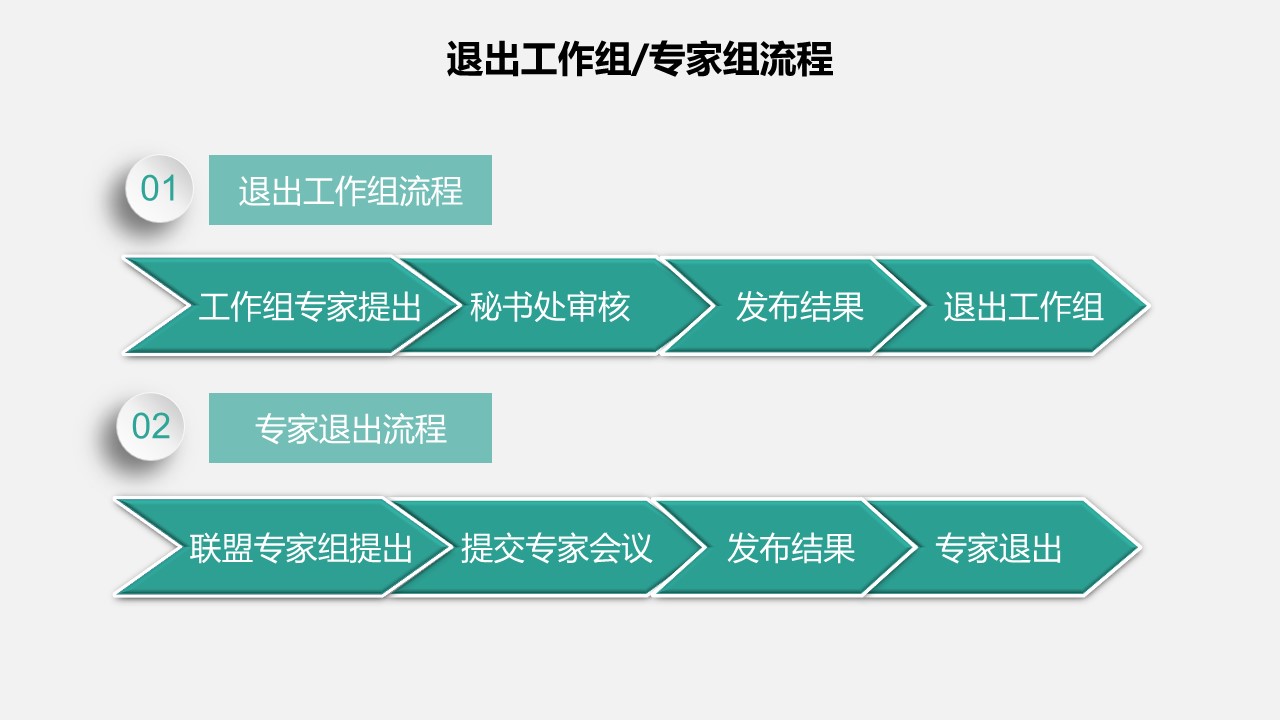 退出工作组/专家组流程
01
退出工作组流程
工作组专家提出
秘书处审核
发布结果
退出工作组
02
专家退出流程
联盟专家组提出
提交专家会议
发布结果
专家退出